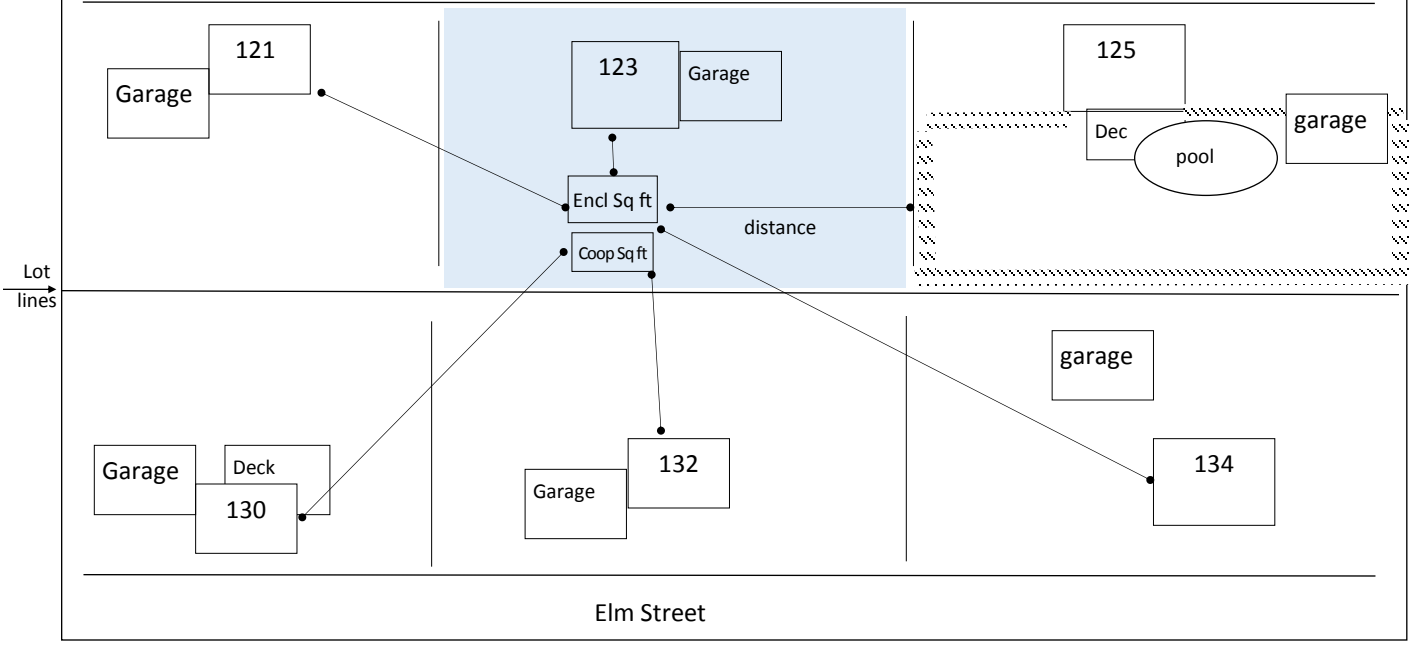 121
Garage
123
Garage
125
Dec
garage
pool
Encl Sq ft
distance
Coop Sq ft
Lot
lines
garage
Garage
Deck
130
132
Garage
134
Elm Street